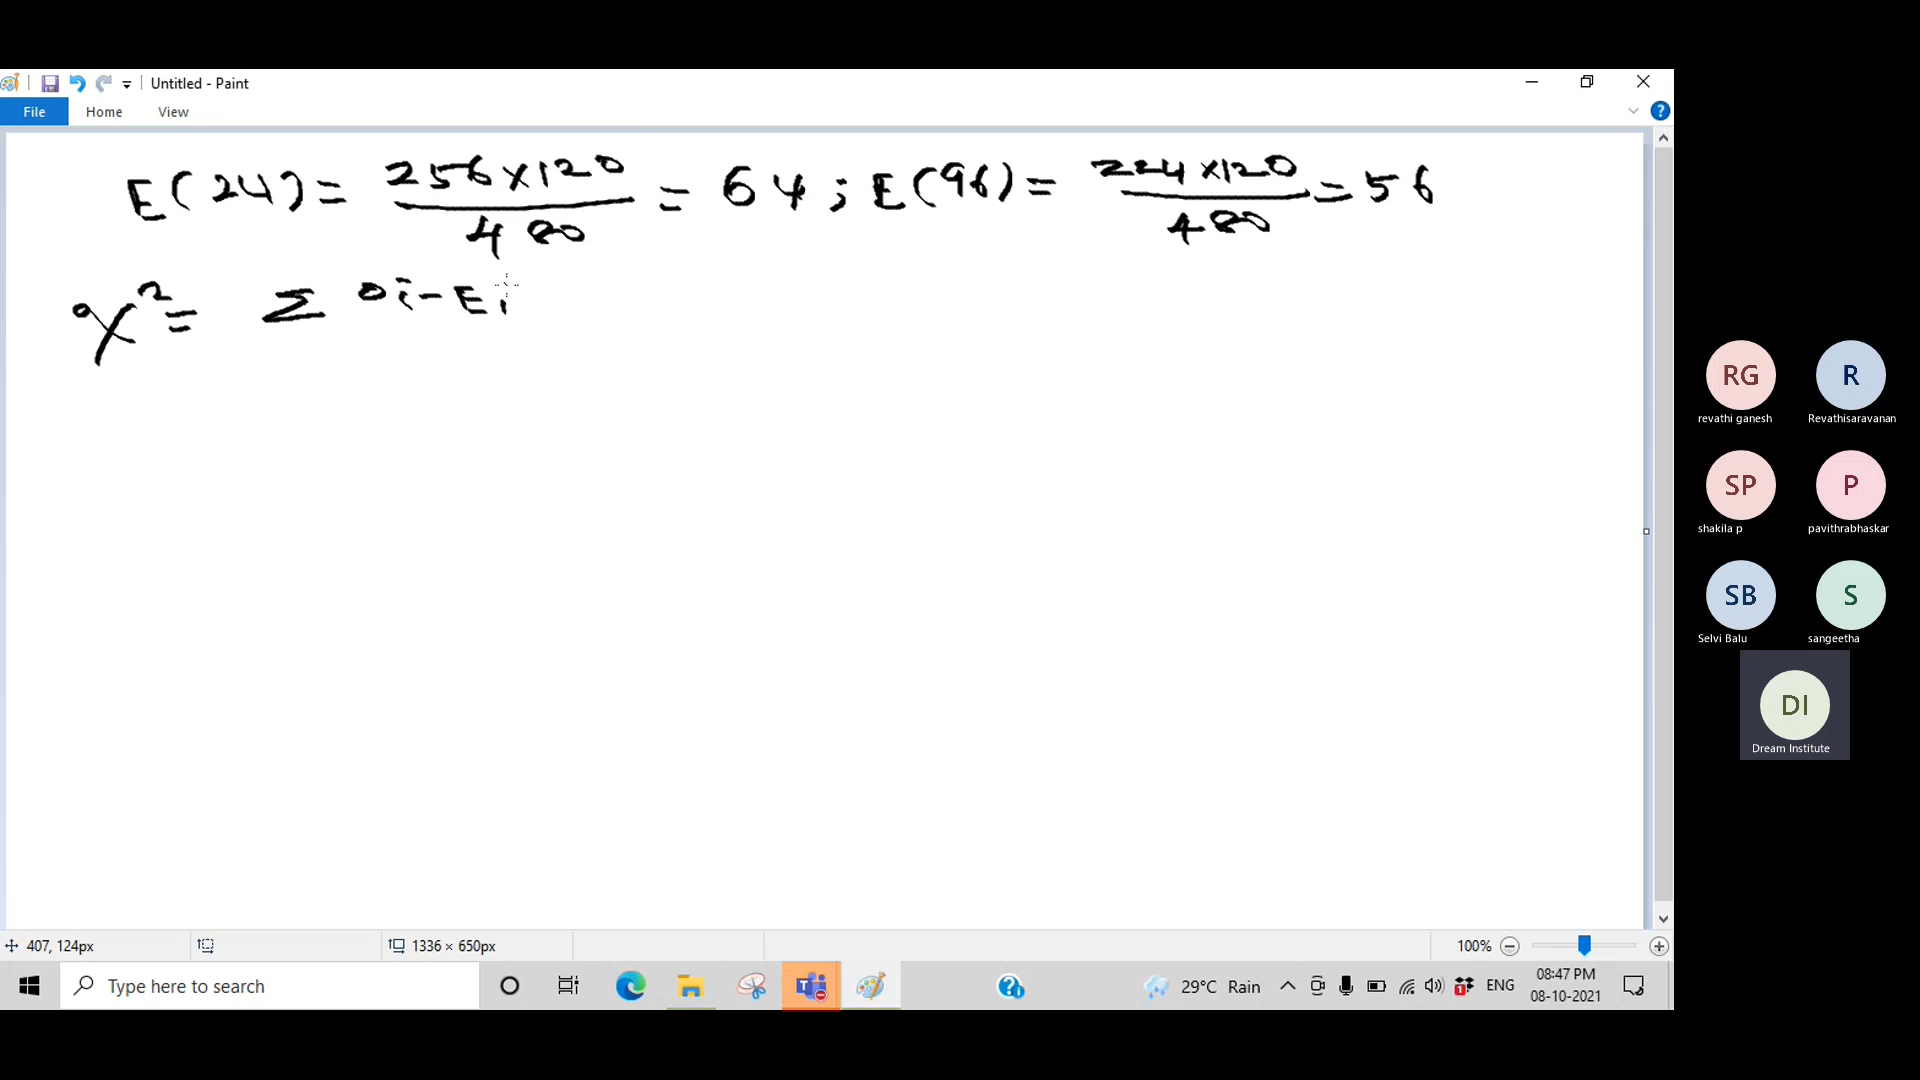 Untitled - Paint
File Home View
E(24) = 256×120/480 = 64 ; E(96) = 224×120/480 = 56
χ² = Σ Oi-Ei
RG R
revathi ganesh Revathisaravanan
SP P
shakila p pavithrabhaskar
SB S
Selvi Balu sangeetha
DI
Dream Institute
407, 124px 1336 × 650px 100%
Type here to search 29°C Rain ENG 08:47 PM
08-10-2021